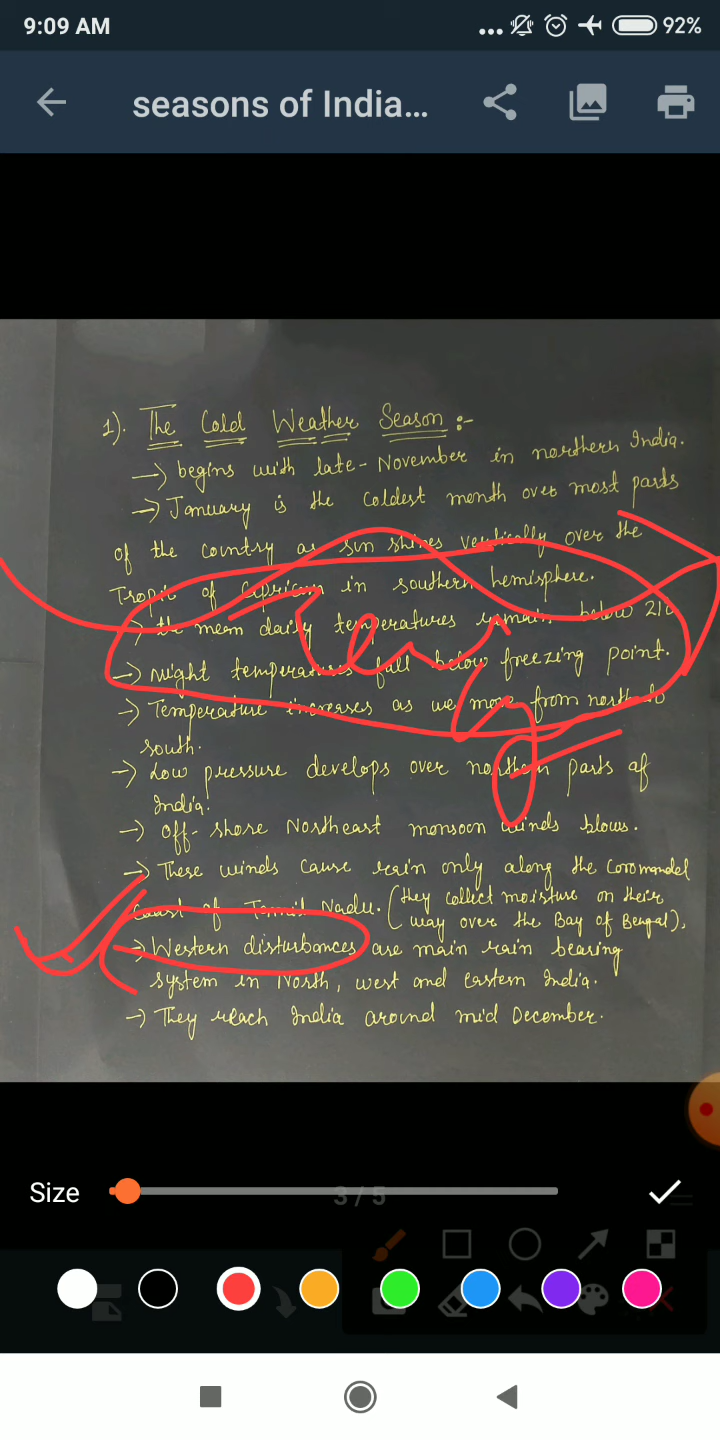 9:09 AM
92%
seasons of India...
1). The Cold Weather Season :-
→ begins with late-November in northern India.
→ January is the coldest month over most parts
of the country as sun shines vertically over the
Tropic of Capricorn in southern hemisphere.
→ the mean daily temperatures remain below 21°
→ night temperatures fall below freezing point.
→ Temperature increases as we move from north to
south.
→ Low pressure develops over northern parts of
India.
→ Off-shore Northeast monsoon winds blows.
→ These winds cause rain only along the Coromandel
coast of Tamil Nadu. (they collect moisture on their
way over the Bay of Bengal).
→ Western disturbances are main rain bearing
system in North, west and Eastern India.
→ They reach India around mid December.
Size
3 / 5